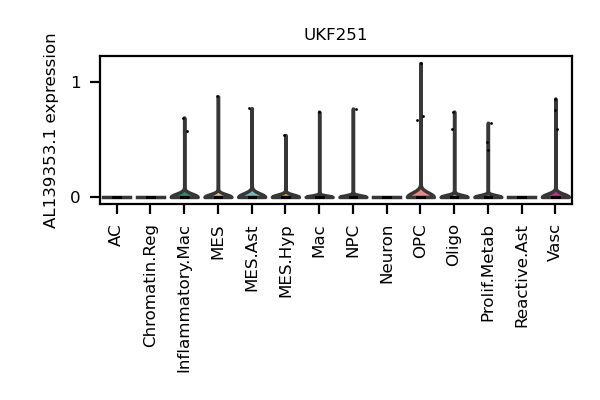 UKF251
AL139353.1 expression
1
0
AC
Chromatin.Reg
Inflammatory.Mac
MES
MES.Ast
MES.Hyp
Mac
NPC
Neuron
OPC
Oligo
Prolif.Metab
Reactive.Ast
Vasc